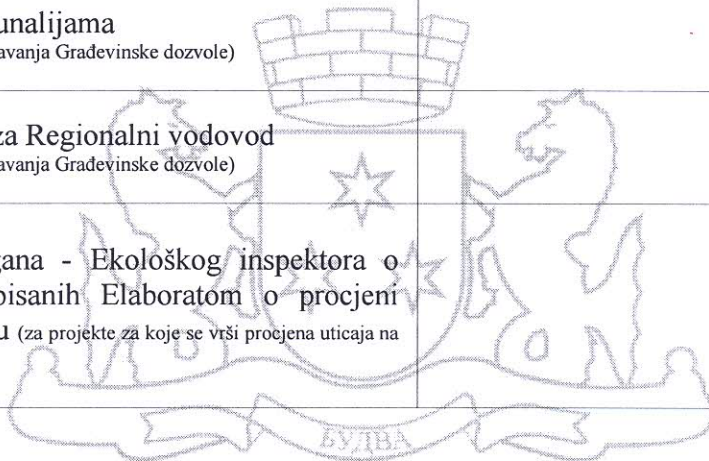 unalijama
avanja Građevinske dozvole)
za Regionalni vodovod
avanja Građevinske dozvole)
gana - Ekološkog inspektora o
pisanih Elaboratom o procjeni
u (za projekte za koje se vrši procjena uticaja na
БУДВА